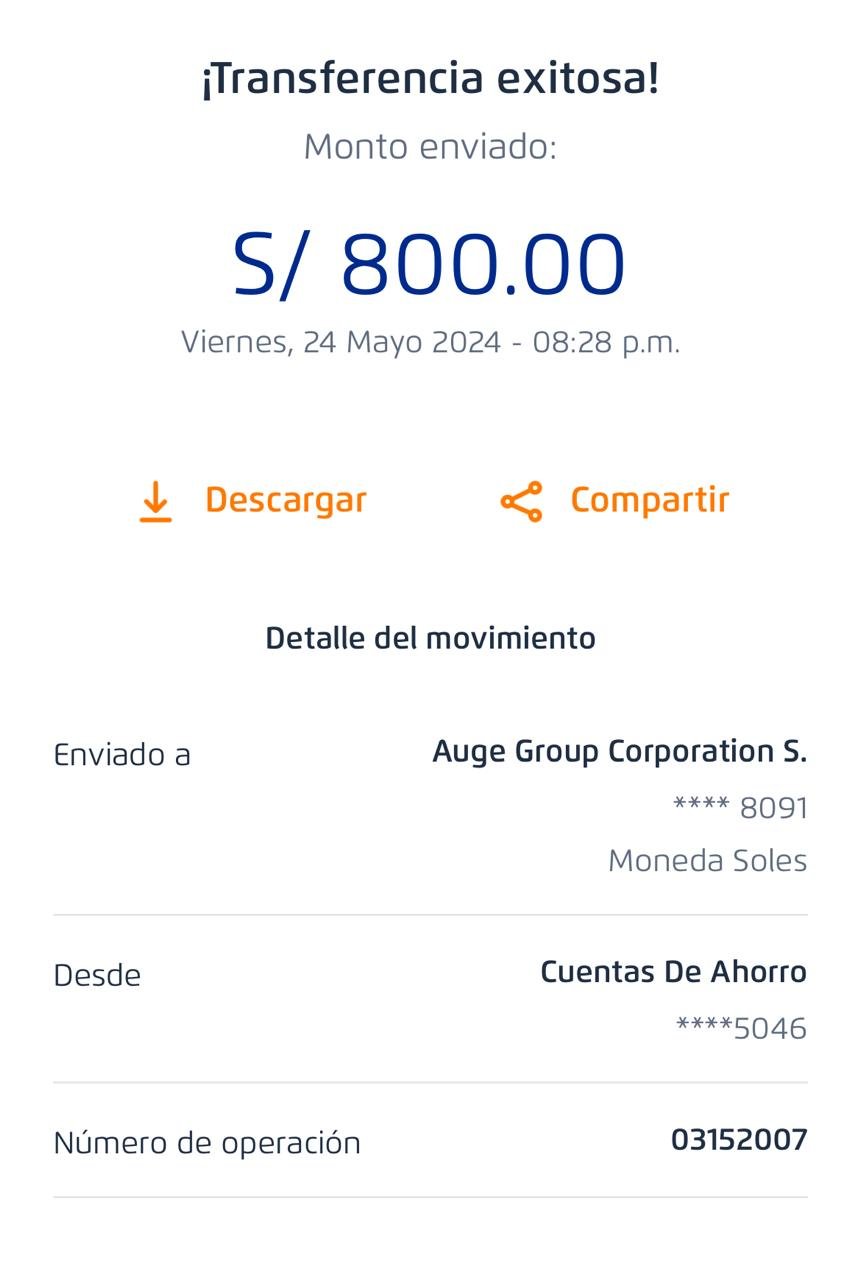 ¡Transferencia exitosa!
Monto enviado:
S/ 800.00
Viernes, 24 Mayo 2024 - 08:28 p.m.
Descargar Compartir
Detalle del movimiento
Enviado a Auge Group Corporation S.
**** 8091
Moneda Soles
Desde Cuentas De Ahorro
****5046
Número de operación 03152007